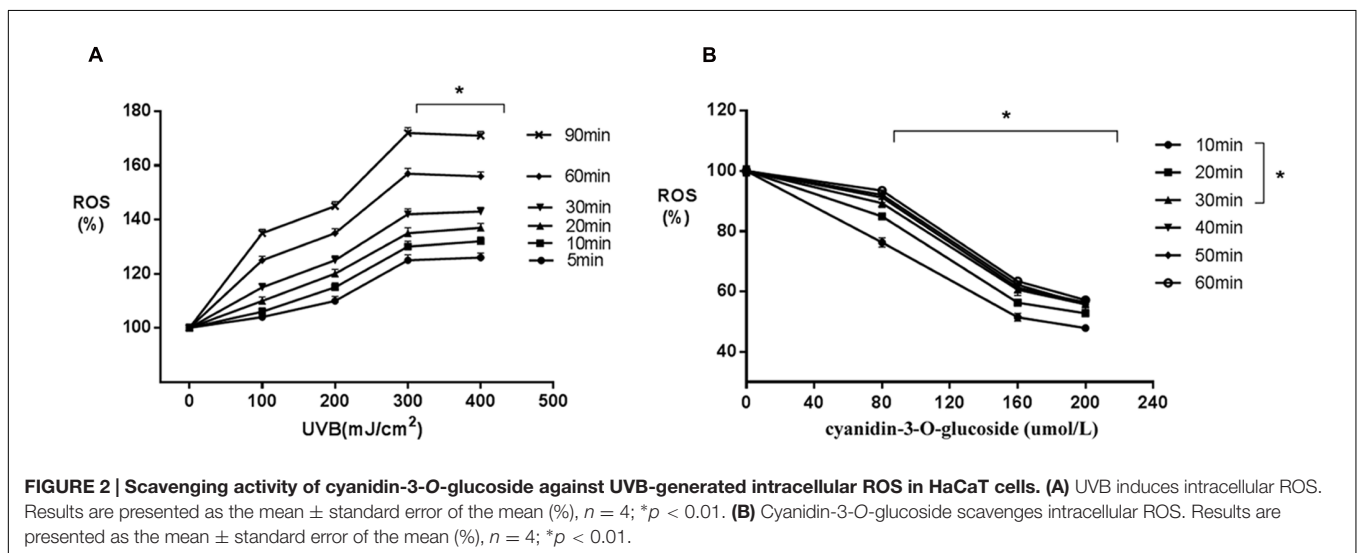 A
B
180
160
140
120
100
ROS
(%)
0
100
200
300
400
500
UVB(mJ/cm²)
*
90min
60min
30min
20min
10min
5min
120
100
80
60
40
ROS
(%)
0
40
80
120
160
200
240
cyanidin-3-O-glucoside (umol/L)
*
10min
20min
30min
40min
50min
60min
*
FIGURE 2 | Scavenging activity of cyanidin-3-O-glucoside against UVB-generated intracellular ROS in HaCaT cells. (A) UVB induces intracellular ROS.
Results are presented as the mean ± standard error of the mean (%), n = 4; *p < 0.01. (B) Cyanidin-3-O-glucoside scavenges intracellular ROS. Results are
presented as the mean ± standard error of the mean (%), n = 4; *p < 0.01.